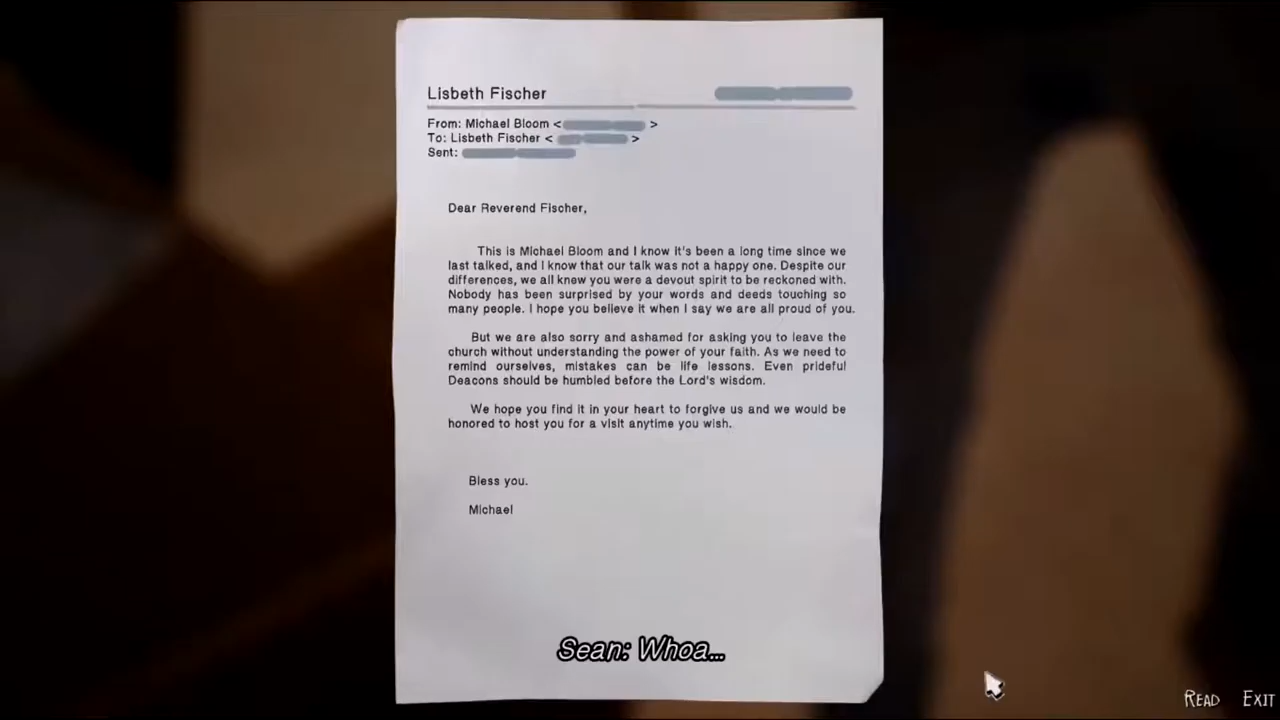 Lisbeth Fischer
From: Michael Bloom < >
To: Lisbeth Fischer < >
Sent:
Dear Reverend Fischer,
This is Michael Bloom and I know it's been a long time since we
last talked, and I know that our talk was not a happy one. Despite our
differences, we all knew you were a devout spirit to be reckoned with.
Nobody has been surprised by your words and deeds touching so
many people. I hope you believe it when I say we are all proud of you.
But we are also sorry and ashamed for asking you to leave the
church without understanding the power of your faith. As we need to
remind ourselves, mistakes can be life lessons. Even prideful
Deacons should be humbled before the Lord's wisdom.
We hope you find it in your heart to forgive us and we would be
honored to host you for a visit anytime you wish.
Bless you.
Michael
Sean: Whoa...
READ EXIT